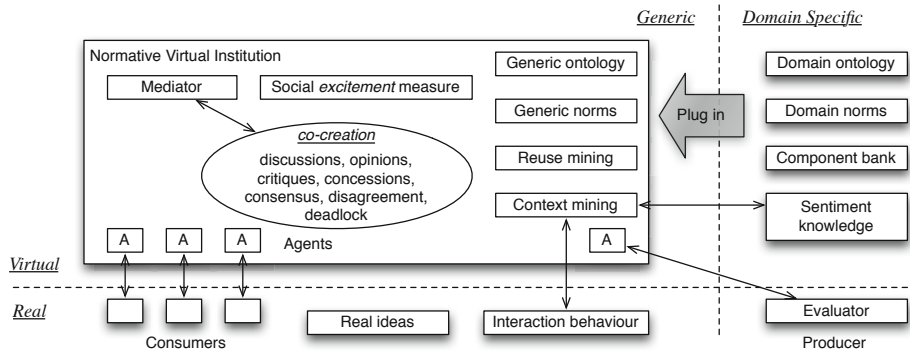 Generic
Domain Specific
Normative Virtual Institution
Mediator
Social excitement measure
Generic ontology
Domain ontology
Generic norms
Plug in
Domain norms
co-creation
discussions, opinions,
critiques, concessions,
consensus, disagreement,
deadlock
Reuse mining
Component bank
Context mining
Sentiment
knowledge
A
A
A
Agents
A
Virtual
Real
Real ideas
Interaction behaviour
Evaluator
Consumers
Producer